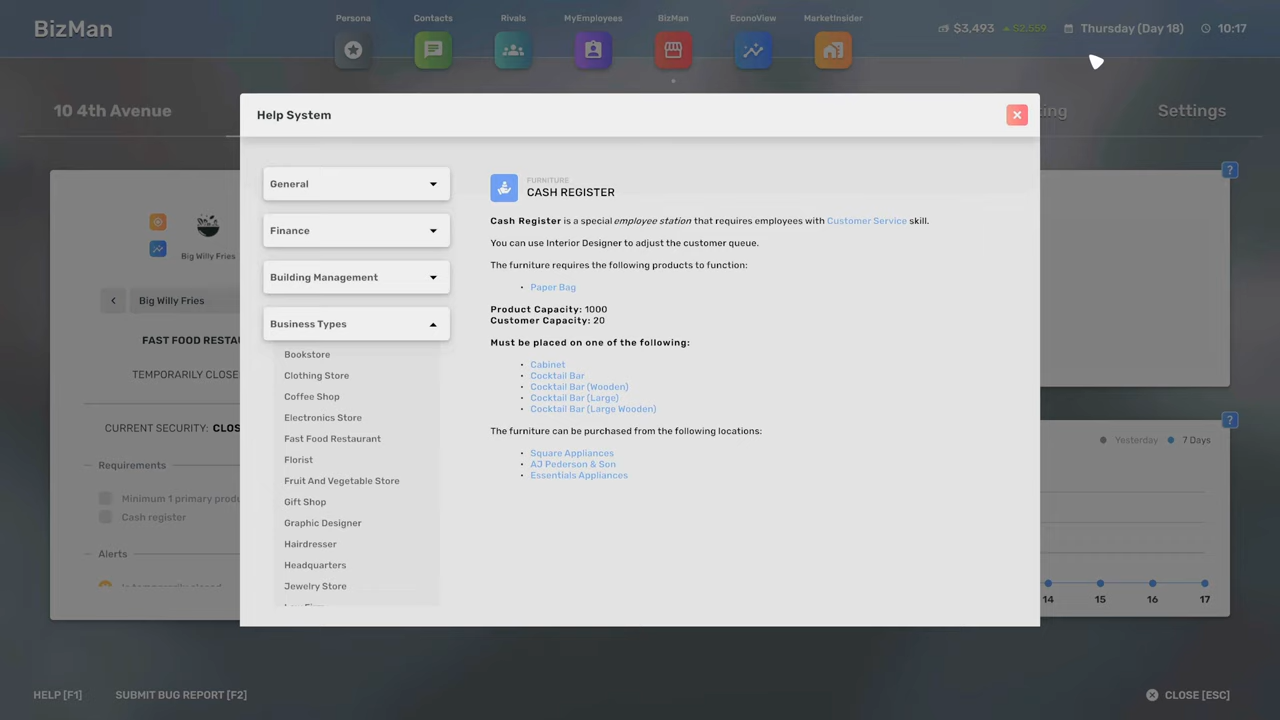 BizMan
Persona
Contacts
Rivals
MyEmployees
BizMan
EconoView
MarketInsider
$3,493
$2,559
Thursday (Day 18)
10:17
10 4th Avenue
Settings
Help System
General
Finance
Building Management
Business Types
Bookstore
Clothing Store
Coffee Shop
Electronics Store
Fast Food Restaurant
Florist
Fruit And Vegetable Store
Gift Shop
Graphic Designer
Hairdresser
Headquarters
Jewelry Store
FURNITURE
CASH REGISTER
Cash Register is a special employee station that requires employees with Customer Service skill.
You can use Interior Designer to adjust the customer queue.
The furniture requires the following products to function:
• Paper Bag
Product Capacity: 1000
Customer Capacity: 20
Must be placed on one of the following:
• Cabinet
• Cocktail Bar
• Cocktail Bar (Wooden)
• Cocktail Bar (Large)
• Cocktail Bar (Large Wooden)
The furniture can be purchased from the following locations:
• Square Appliances
• AJ Pederson & Son
• Essentials Appliances
Big Willy Fries
Big Willy Fries
FAST FOOD RESTAU
TEMPORARILY CLOSE
CURRENT SECURITY: CLOS
Requirements
Minimum 1 primary produ
Cash register
Alerts
Is temporarily closed
?
?
Yesterday
7 Days
14
15
16
17
HELP [F1]
SUBMIT BUG REPORT [F2]
CLOSE [ESC]